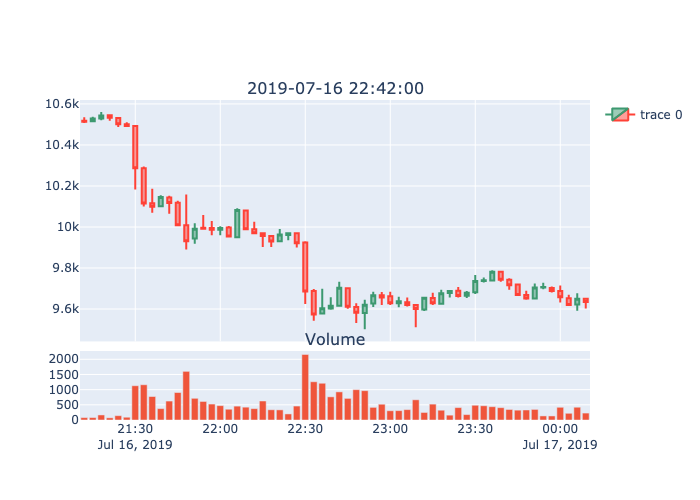 2019-07-16 22:42:00
trace 0
10.6k
10.4k
10.2k
10k
9.8k
9.6k
Volume
2000
1500
1000
500
0
21:30 22:00 22:30 23:00 23:30 00:00
Jul 16, 2019 Jul 17, 2019